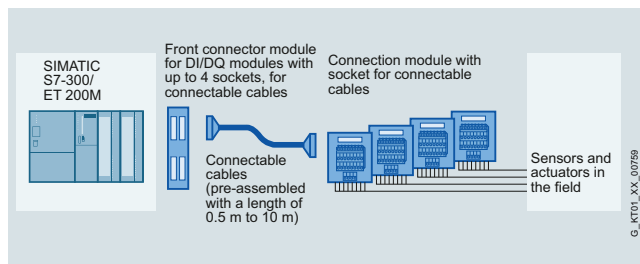 SIMATIC
S7-300/
ET 200M
Front connector module
for DI/DQ modules with
up to 4 sockets, for
connectable cables
Connectable
cables
(pre-assembled
with a length of
0.5 m to 10 m)
Connection module with
socket for connectable
cables
Sensors and
actuators in
the field
G_KT01_XX_00759